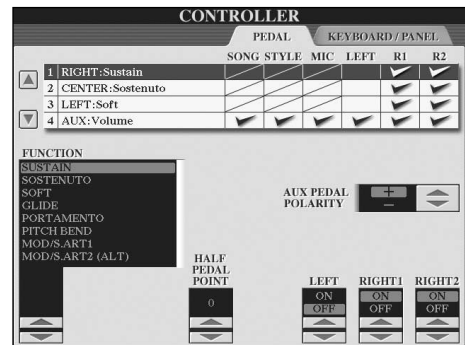 CONTROLLER
PEDAL KEYBOARD/PANEL
SONG STYLE MIC LEFT R1 R2
1 RIGHT:Sustain
2 CENTER:Sostenuto
3 LEFT:Soft
4 AUX:Volume
FUNCTION
SUSTAIN
SOSTENUTO
SOFT
GLIDE
PORTAMENTO
PITCH BEND
MOD/S.ART1
MOD/S.ART2 (ALT)
AUX PEDAL
POLARITY
+
−
HALF
PEDAL
POINT
0
LEFT RIGHT1 RIGHT2
ON ON ON
OFF OFF OFF